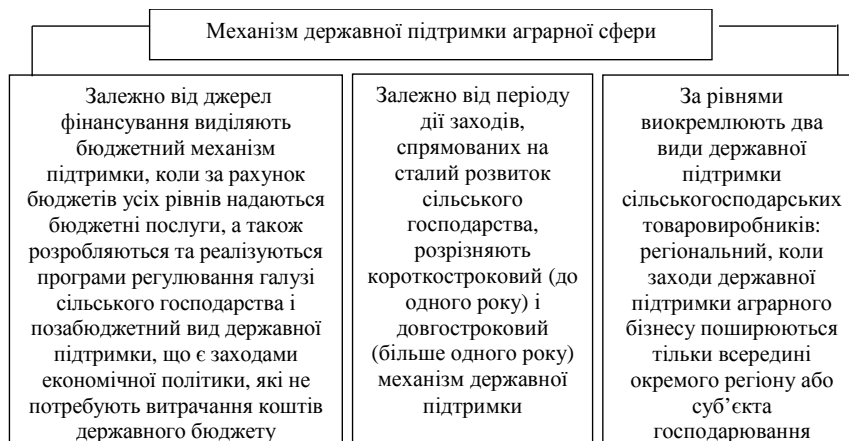 Механізм державної підтримки аграрної сфери
Залежно від джерел
фінансування виділяють
бюджетний механізм
підтримки, коли за рахунок
бюджетів усіх рівнів надаються
бюджетні послуги, а також
розробляються та реалізуються
програми регулювання галузі
сільського господарства і
позабюджетний вид державної
підтримки, що є заходами
економічної політики, які не
потребують витрачання коштів
державного бюджету
Залежно від періоду
дії заходів,
спрямованих на
сталий розвиток
сільського
господарства,
розрізняють
короткостроковий (до
одного року) і
довгостроковий
(більше одного року)
механізм державної
підтримки
За рівнями
виокремлюють два
види державної
підтримки
сільськогосподарських
товаровиробників:
регіональний, коли
заходи державної
підтримки аграрного
бізнесу поширюються
тільки всередині
окремого регіону або
суб’єкта
господарювання